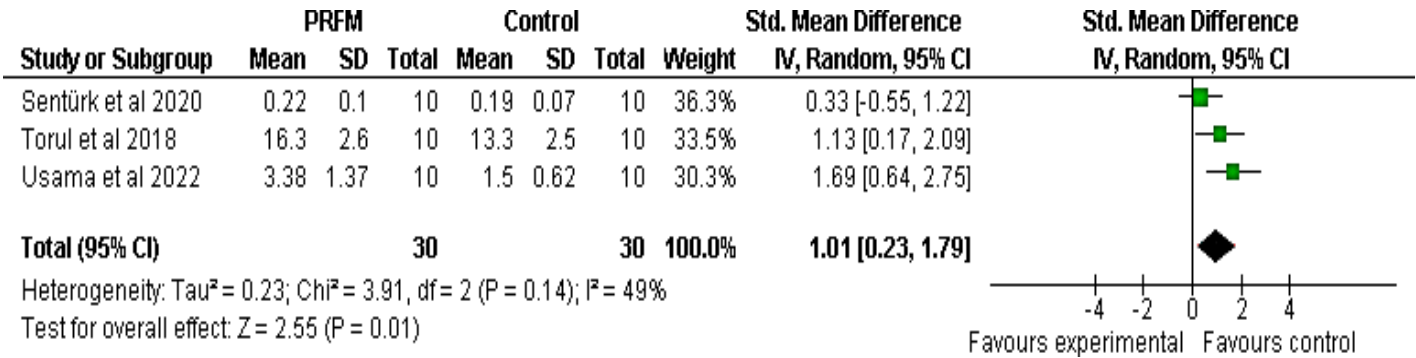 PRFM Control Std. Mean Difference Std. Mean Difference
Study or Subgroup Mean SD Total Mean SD Total Weight IV, Random, 95% CI IV, Random, 95% CI
Sentürk et al 2020 0.22 0.1 10 0.19 0.07 10 36.3% 0.33 [-0.55, 1.22]
Torul et al 2018 16.3 2.6 10 13.3 2.5 10 33.5% 1.13 [0.17, 2.09]
Usama et al 2022 3.38 1.37 10 1.5 0.62 10 30.3% 1.69 [0.64, 2.75]
Total (95% CI) 30 30 100.0% 1.01 [0.23, 1.79]
Heterogeneity: Tau² = 0.23; Chi² = 3.91, df = 2 (P = 0.14); I² = 49%
Test for overall effect: Z = 2.55 (P = 0.01)
-4 -2 0 2 4
Favours experimental Favours control